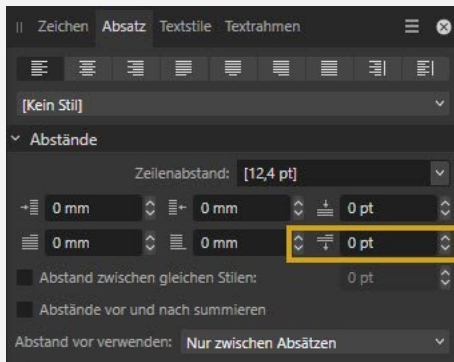 Zeichen Absatz Textstile Textrahmen
[Kein Stil]
Abstände
Zeilenabstand: [12,4 pt]
0 mm 0 mm 0 pt
0 mm 0 mm 0 pt
Abstand zwischen gleichen Stilen: 0 pt
Abstände vor und nach summieren
Abstand vor verwenden: Nur zwischen Absätzen